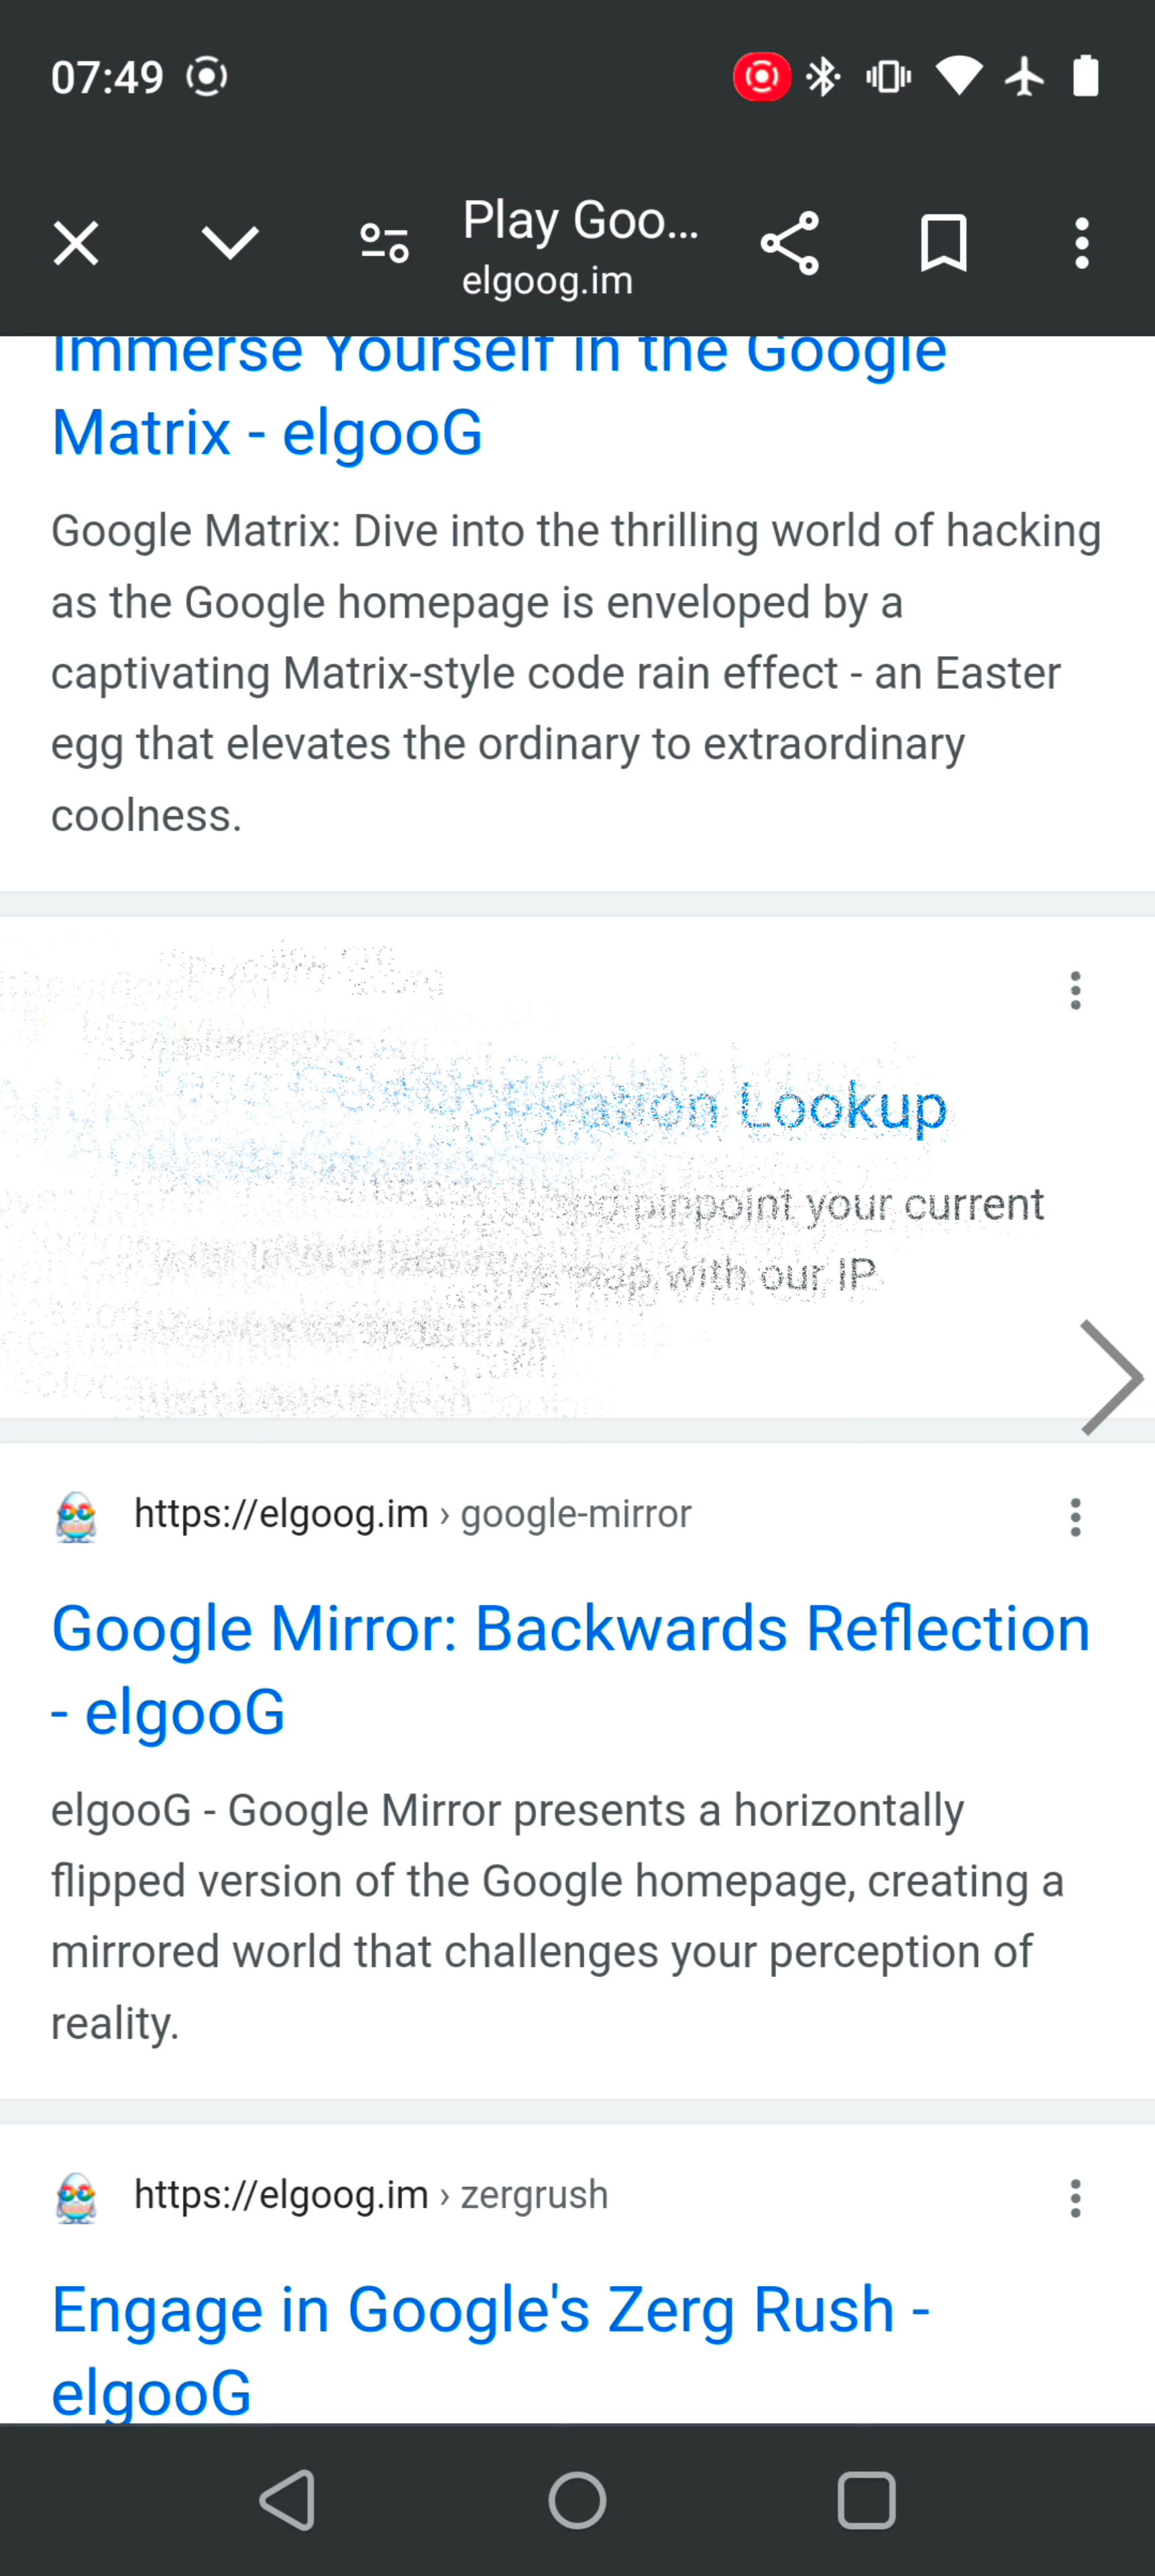 07:49
Play Goo...
elgoog.im
Immerse Yourself in the Google
Matrix - elgooG
Google Matrix: Dive into the thrilling world of hacking
as the Google homepage is enveloped by a
captivating Matrix-style code rain effect - an Easter
egg that elevates the ordinary to extraordinary
coolness.
Lookup
pinpoint your current
map with our IP
https://elgoog.im › google-mirror
Google Mirror: Backwards Reflection
- elgooG
elgooG - Google Mirror presents a horizontally
flipped version of the Google homepage, creating a
mirrored world that challenges your perception of
reality.
https://elgoog.im › zergrush
Engage in Google's Zerg Rush -
elgooG